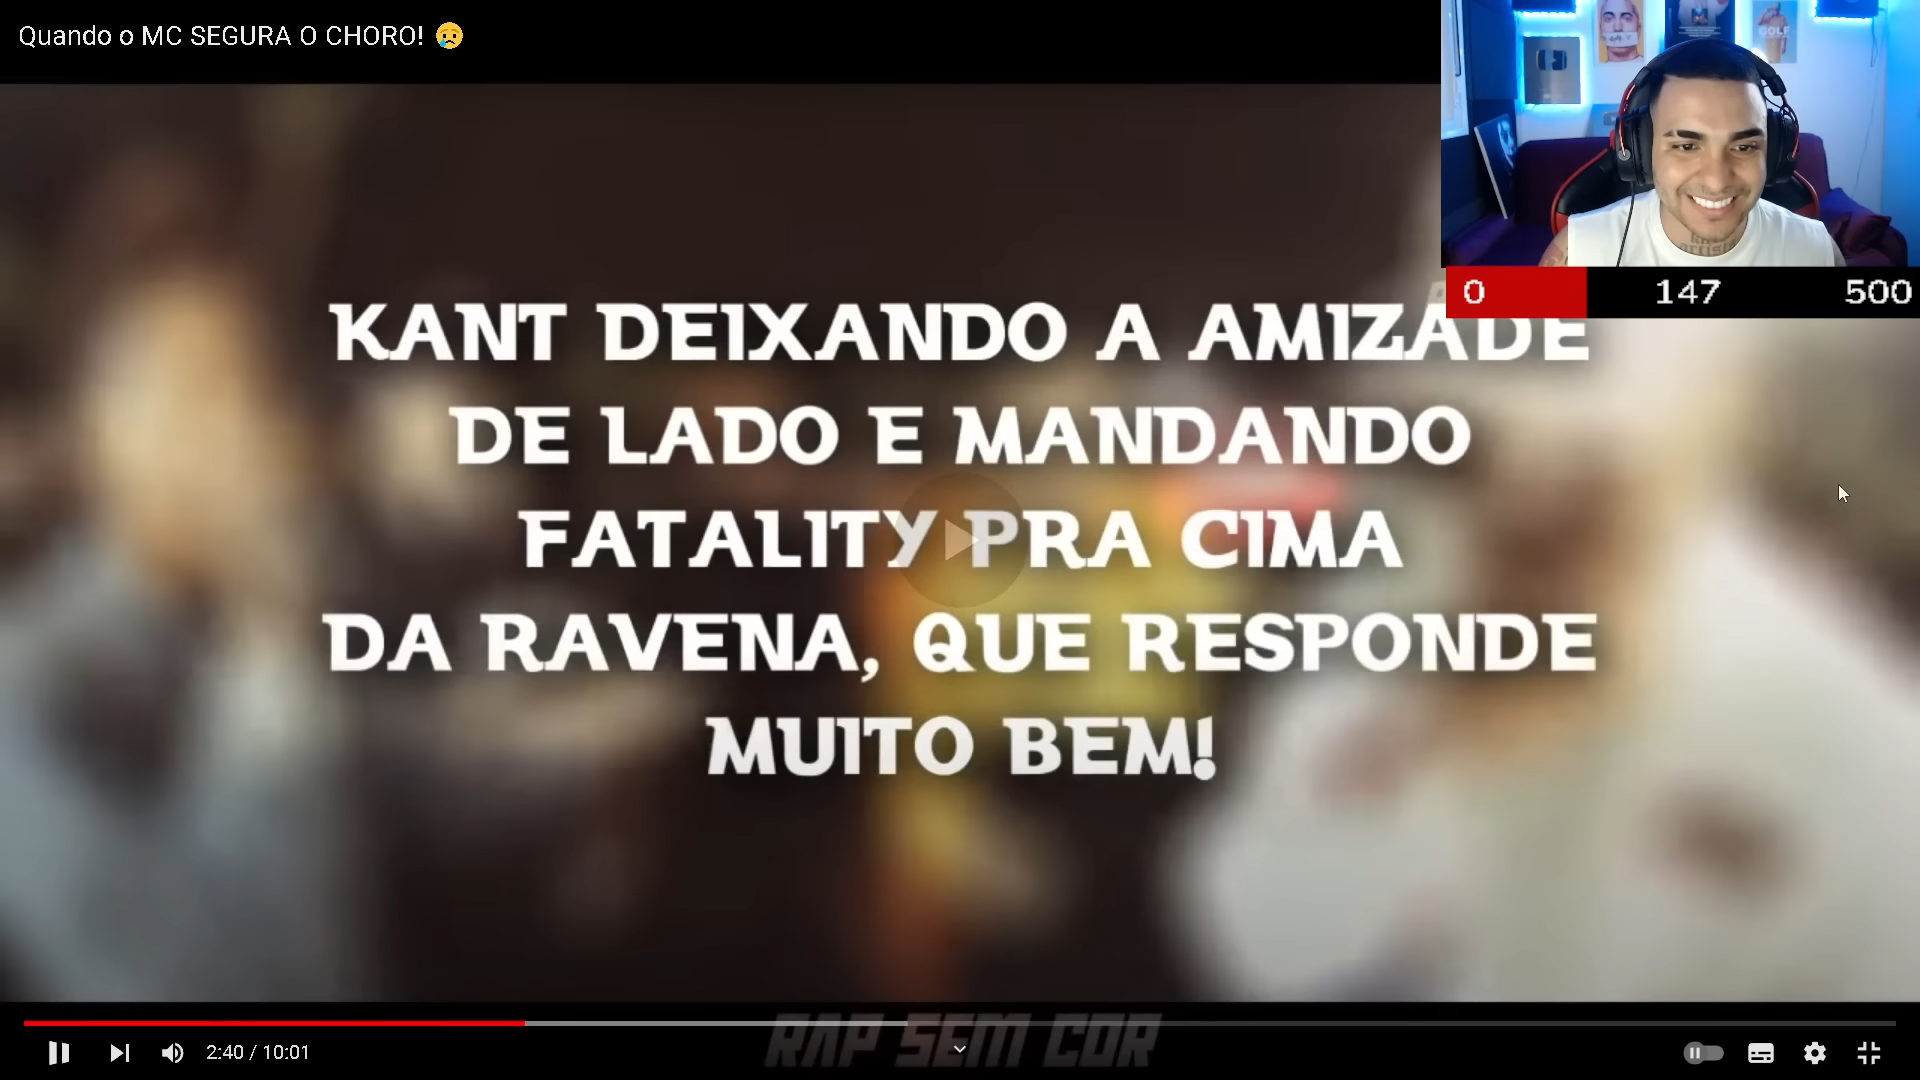 Quando o MC SEGURA O CHORO! 😢
GOLF
0 147 500
KANT DEIXANDO A AMIZADE
DE LADO E MANDANDO
FATALITY PRA CIMA
DA RAVENA, QUE RESPONDE
MUITO BEM!
RAP SEM COR
2:40 / 10:01